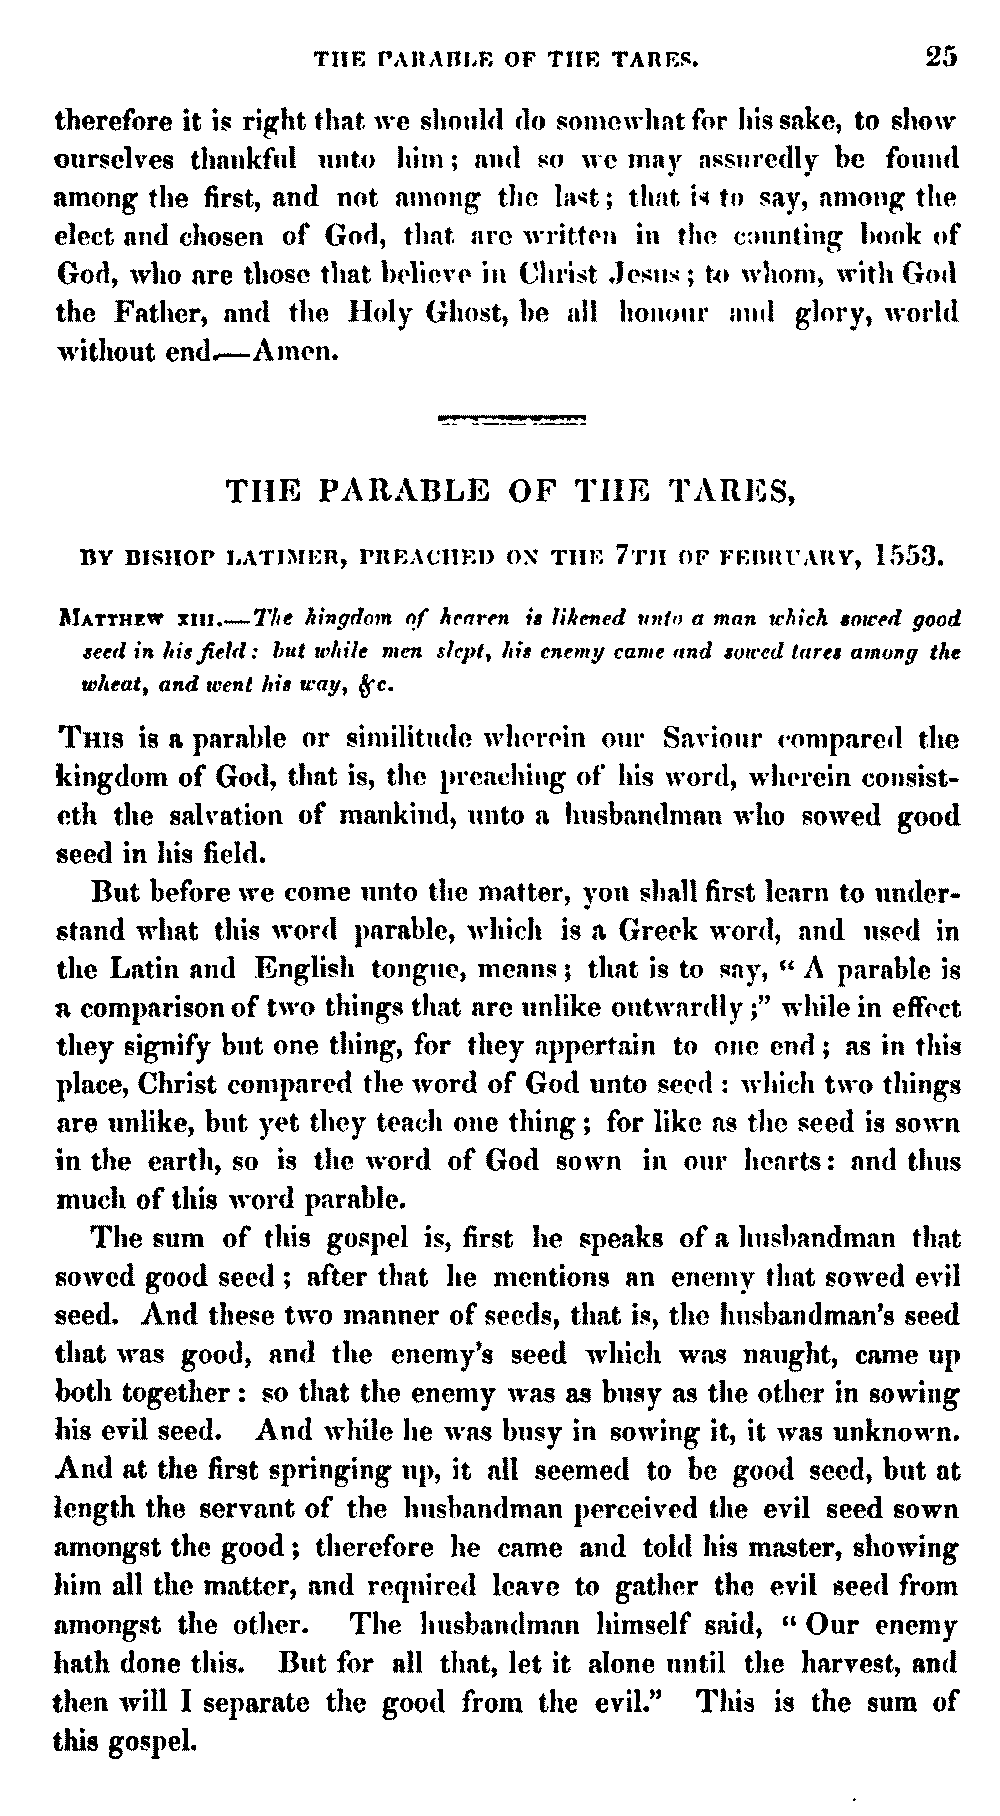 THE PARABLE OF THE TARES. 25
therefore it is right that we should do somewhat for his sake, to show
ourselves thankful unto him; and so we may assuredly be found
among the first, and not among the last; that is to say, among the
elect and chosen of God, that are written in the counting book of
God, who are those that believe in Christ Jesus; to whom, with God
the Father, and the Holy Ghost, be all honour and glory, world
without end.—Amen.
THE PARABLE OF THE TARES,
BY BISHOP LATIMER, PREACHED ON THE 7TH OF FEBRUARY, 1553.
MATTHEW XIII.—The kingdom of heaven is likened unto a man which sowed good
seed in his field: but while men slept, his enemy came and sowed tares among the
wheat, and went his way, &c.
THIS is a parable or similitude wherein our Saviour compared the
kingdom of God, that is, the preaching of his word, wherein consist-
eth the salvation of mankind, unto a husbandman who sowed good
seed in his field.
But before we come unto the matter, you shall first learn to under-
stand what this word parable, which is a Greek word, and used in
the Latin and English tongue, means; that is to say, “ A parable is
a comparison of two things that are unlike outwardly;” while in effect
they signify but one thing, for they appertain to one end; as in this
place, Christ compared the word of God unto seed: which two things
are unlike, but yet they teach one thing; for like as the seed is sown
in the earth, so is the word of God sown in our hearts: and thus
much of this word parable.
The sum of this gospel is, first he speaks of a husbandman that
sowed good seed; after that he mentions an enemy that sowed evil
seed. And these two manner of seeds, that is, the husbandman's seed
that was good, and the enemy's seed which was naught, came up
both together: so that the enemy was as busy as the other in sowing
his evil seed. And while he was busy in sowing it, it was unknown.
And at the first springing up, it all seemed to be good seed, but at
length the servant of the husbandman perceived the evil seed sown
amongst the good; therefore he came and told his master, showing
him all the matter, and required leave to gather the evil seed from
amongst the other. The husbandman himself said, “ Our enemy
hath done this. But for all that, let it alone until the harvest, and
then will I separate the good from the evil.” This is the sum of
this gospel.